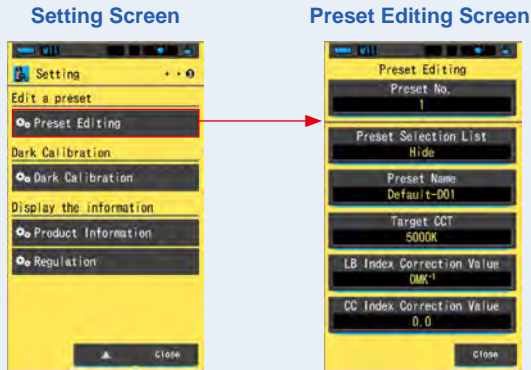 Setting Screen
Setting
Edit a preset
Preset Editing
Dark Calibration
Dark Calibration
Display the information
Product Information
Regulation
▲ Close
Preset Editing Screen
Preset Editing
Preset No.
1
Preset Selection List
Hide
Preset Name
Default-D01
Target CCT
5000K
LB Index Correction Value
0MK⁻¹
CC Index Correction Value
0.0
Close